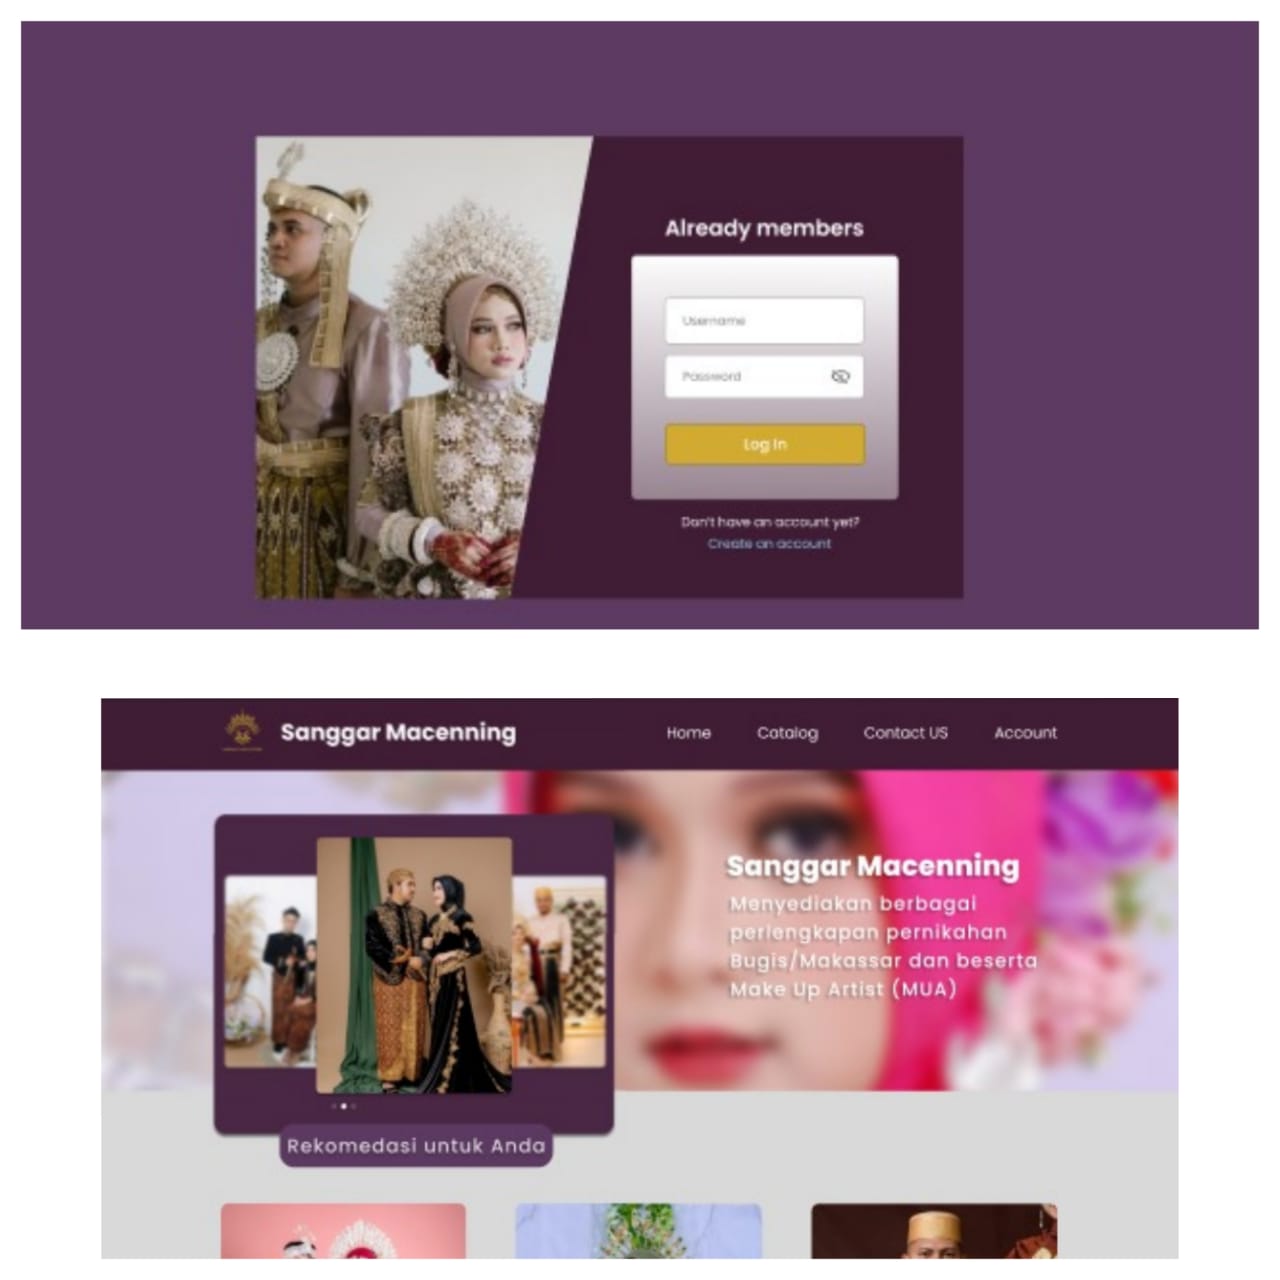 Already members
Username
Password
Log In
Don't have an account yet?
Create an account
Sanggar Macenning
Home
Catalog
Contact US
Account
Sanggar Macenning
Menyediakan berbagai
perlengkapan pernikahan
Bugis/Makassar dan beserta
Make Up Artist (MUA)
Rekomedasi untuk Anda